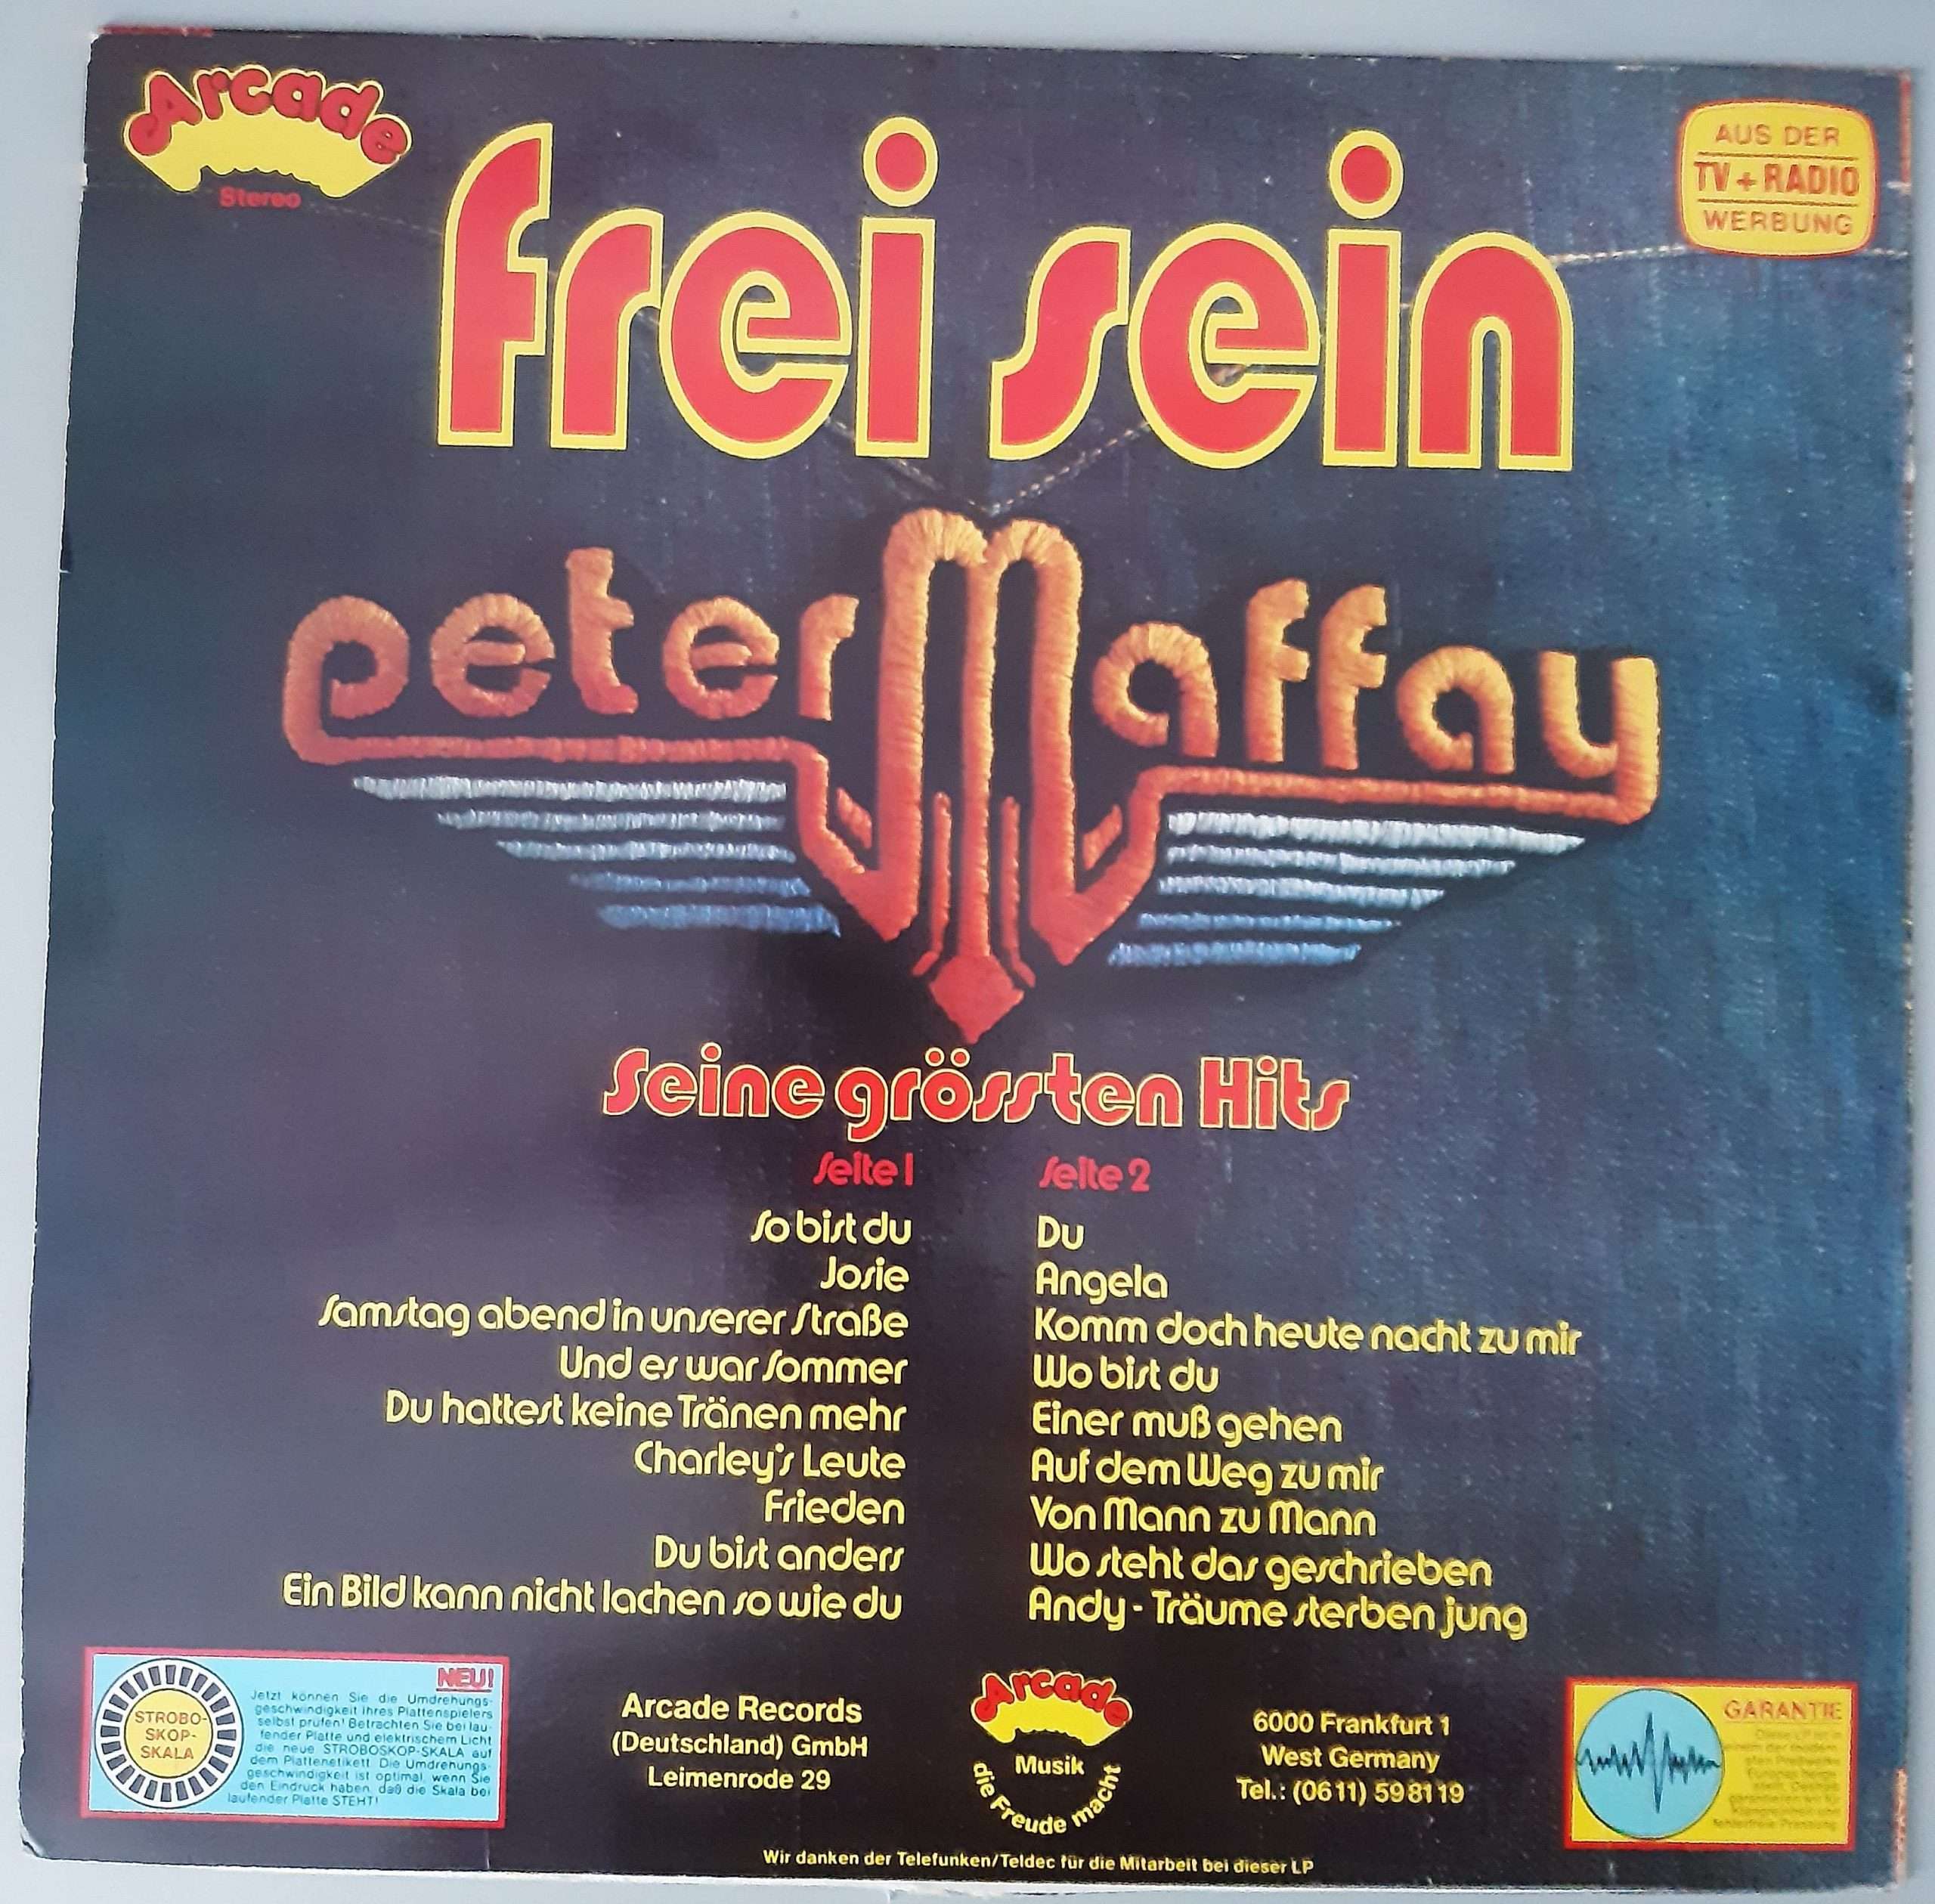 Arcade
Stereo
AUS DER
TV+RADIO
WERBUNG
frei sein
peter Maffay
Seine grössten Hits
Seite 1
So bist du
Josie
Samstag abend in unserer Straße
Und es war Sommer
Du hattest keine Tränen mehr
Charley's Leute
Frieden
Du bist anders
Ein Bild kann nicht lachen so wie du
Seite 2
Du
Angela
Komm doch heute nacht zu mir
Wo bist du
Einer muß gehen
Auf dem Weg zu mir
Von Mann zu Mann
Wo steht das geschrieben
Andy - Träume sterben jung
STROBO-
SKOP-
SKALA
NEU!
Jetzt können Sie die Umdrehungs-
geschwindigkeit Ihres Plattenspielers
selbst prüfen! Betrachten Sie bei lau-
fender Platte und elektrischem Licht
die neue STROBOSKOP-SKALA auf
dem Plattenetikett. Die Umdrehungs-
geschwindigkeit ist optimal, wenn Sie
den Eindruck haben, daß die Skala bei
laufender Platte STEHT!
Arcade Records
(Deutschland) GmbH
Leimenrode 29
Arcade
Musik
die Freude macht
6000 Frankfurt 1
West Germany
Tel.: (0611) 598119
GARANTIE
Diese LP
fehlerfreie Pressung
Wir danken der Telefunken/Teldec für die Mitarbeit bei dieser LP